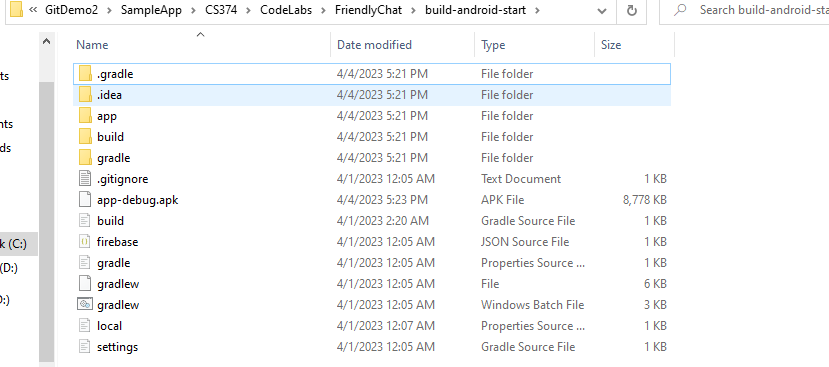 « GitDemo2 > SampleApp > CS374 > CodeLabs > FriendlyChat > build-android-start > Search build-android-sta
Name Date modified Type Size
.gradle 4/4/2023 5:21 PM File folder
.idea 4/4/2023 5:21 PM File folder
app 4/4/2023 5:21 PM File folder
build 4/4/2023 5:21 PM File folder
gradle 4/4/2023 5:21 PM File folder
.gitignore 4/1/2023 12:05 AM Text Document 1 KB
app-debug.apk 4/4/2023 5:23 PM APK File 8,778 KB
build 4/1/2023 2:20 AM Gradle Source File 1 KB
firebase 4/1/2023 12:05 AM JSON Source File 1 KB
gradle 4/1/2023 12:05 AM Properties Source ... 1 KB
gradlew 4/1/2023 12:05 AM File 6 KB
gradlew 4/1/2023 12:05 AM Windows Batch File 3 KB
local 4/1/2023 12:07 AM Properties Source ... 1 KB
settings 4/1/2023 12:05 AM Gradle Source File 1 KB
ts
nts
ds
k (C:)
(D:)
D:)